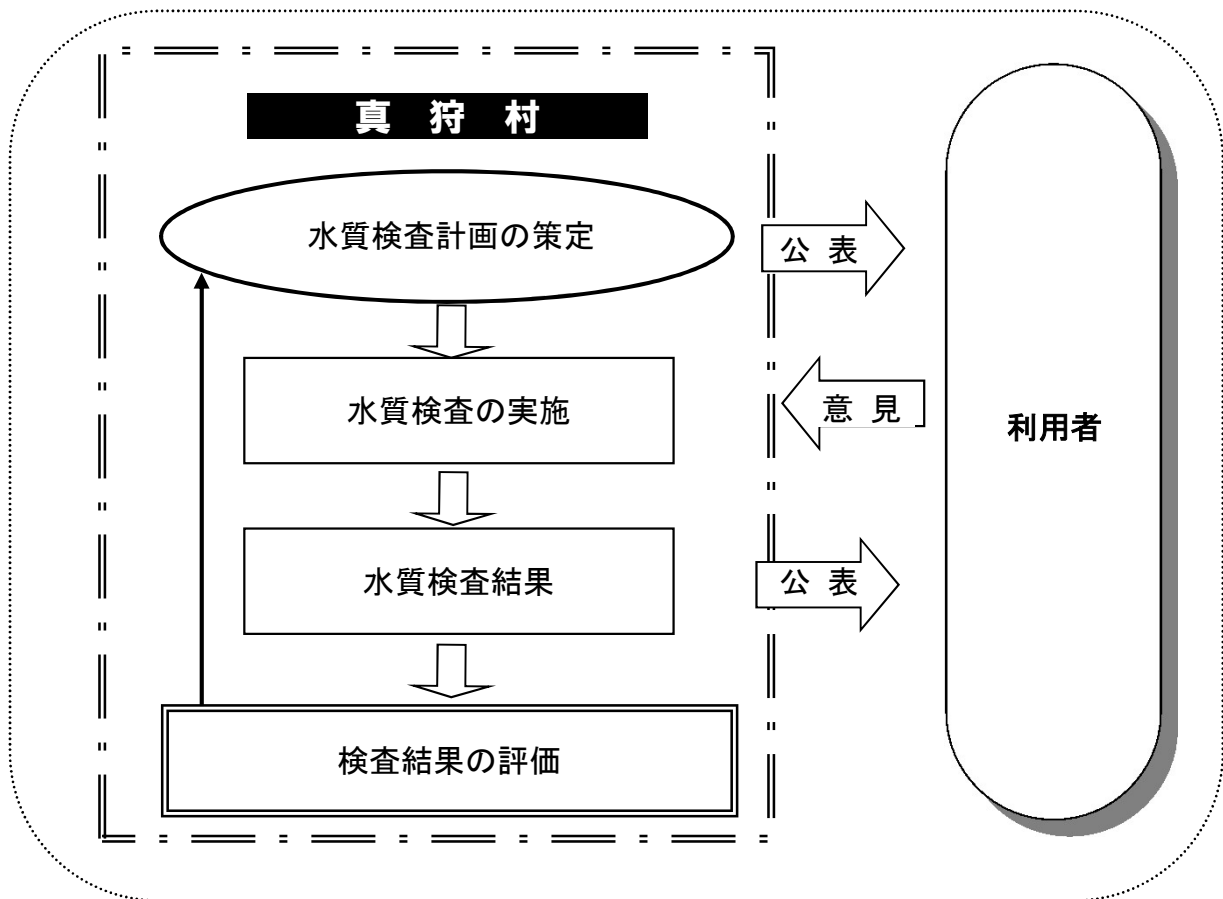 真狩村
水質検査計画の策定
公表
水質検査の実施
意見
利用者
水質検査結果
公表
検査結果の評価